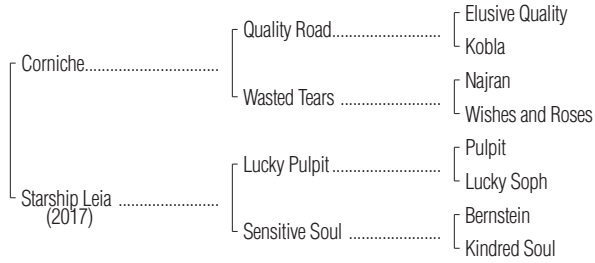 Elusive Quality
Quality Road
Kobla
Corniche
Najran
Wasted Tears
Wishes and Roses
Pulpit
Lucky Pulpit
Lucky Soph
Starship Leia
(2017)
Bernstein
Sensitive Soul
Kindred Soul